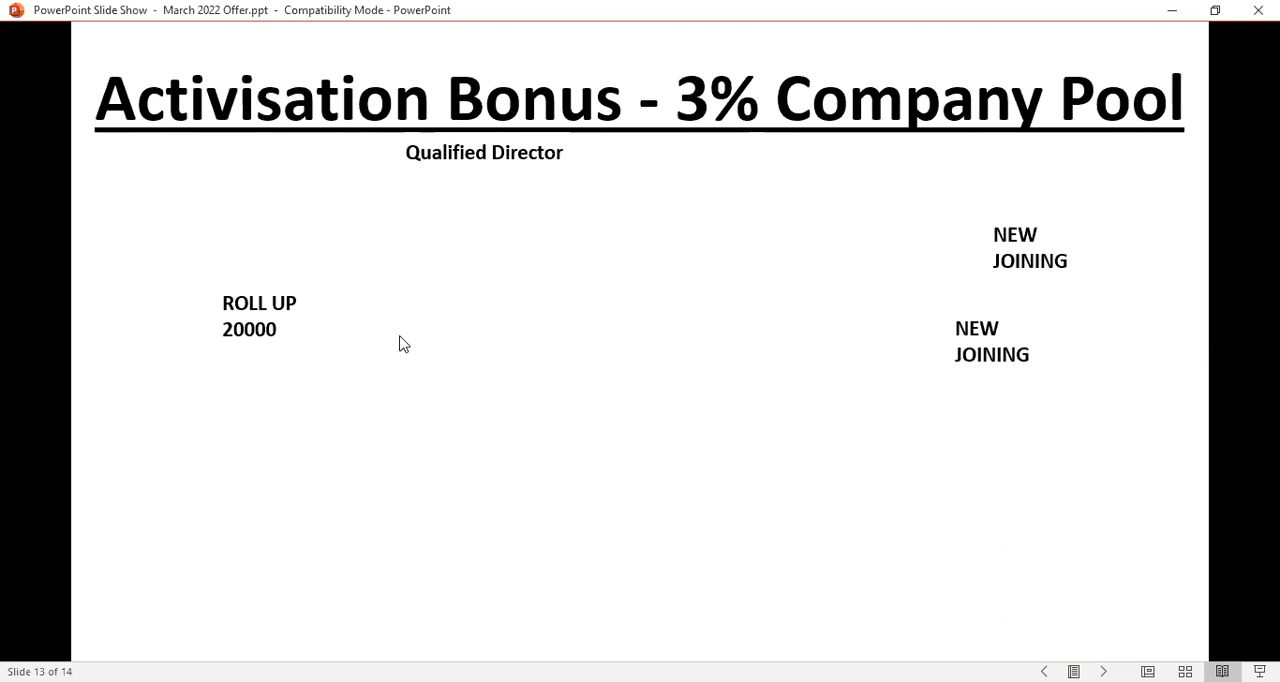 PowerPoint Slide Show - March 2022 Offer.ppt - Compatibility Mode - PowerPoint
Activisation Bonus - 3% Company Pool
Qualified Director
NEW
JOINING
ROLL UP
20000
NEW
JOINING
Slide 13 of 14